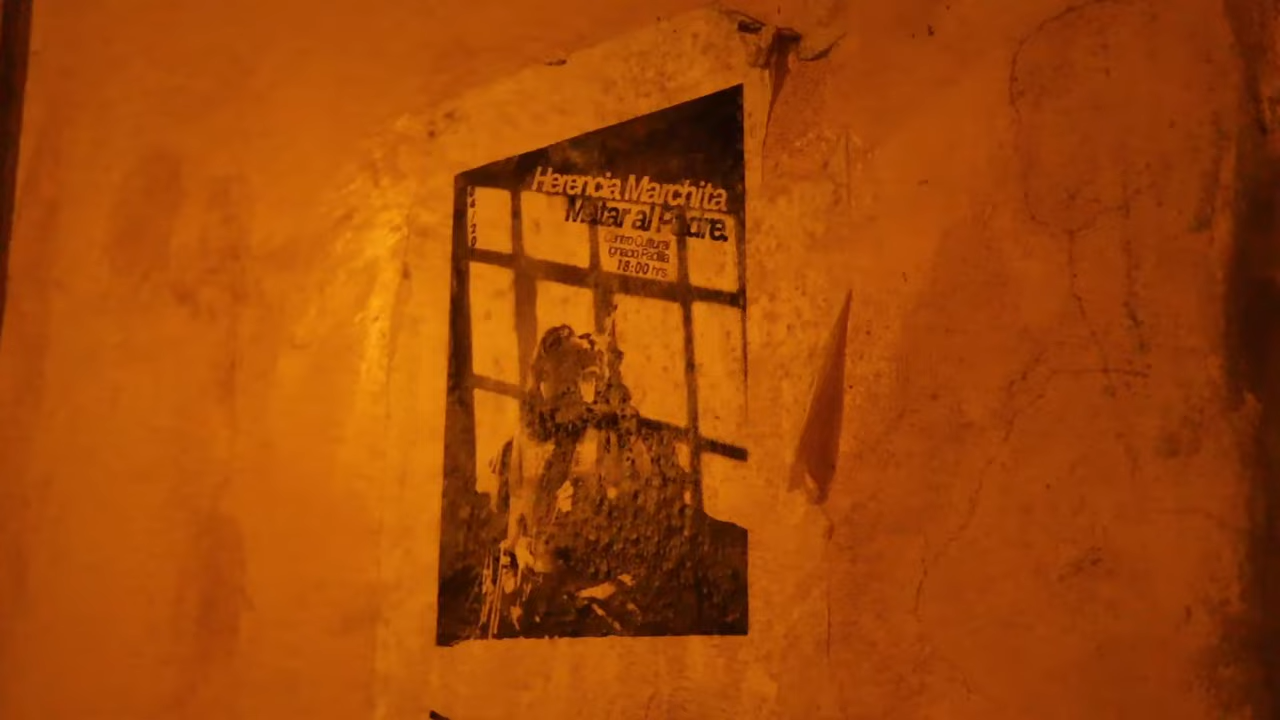 Herencia Marchita
Matar al Padre.
Centro Cultural
Ignacio Padilla
18:00 hrs